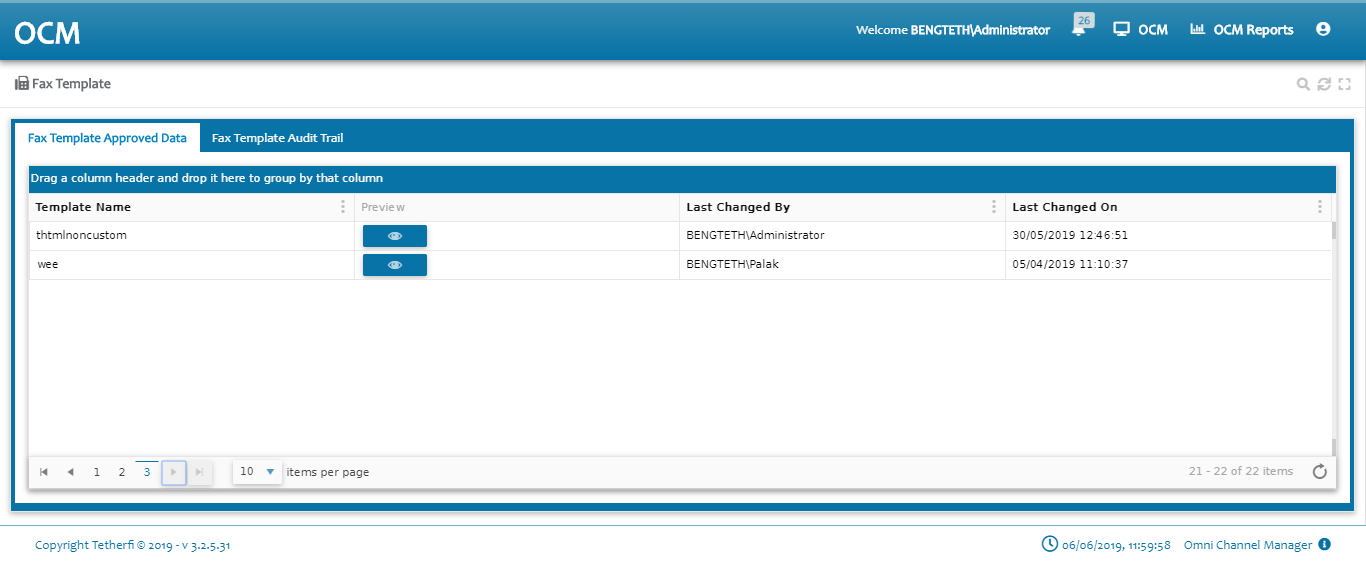 OCM
Welcome BENGTETH\Administrator
26
OCM
OCM Reports
Fax Template
Fax Template Approved Data
Fax Template Audit Trail
Drag a column header and drop it here to group by that column
Template Name Preview Last Changed By Last Changed On
thtmlnoncustom BENGTETH\Administrator 30/05/2019 12:46:51
wee BENGTETH\Palak 05/04/2019 11:10:37
1 2 3 10 items per page 21 - 22 of 22 items
Copyright Tetherfi © 2019 - v 3.2.5.31 06/06/2019, 11:59:58 Omni Channel Manager